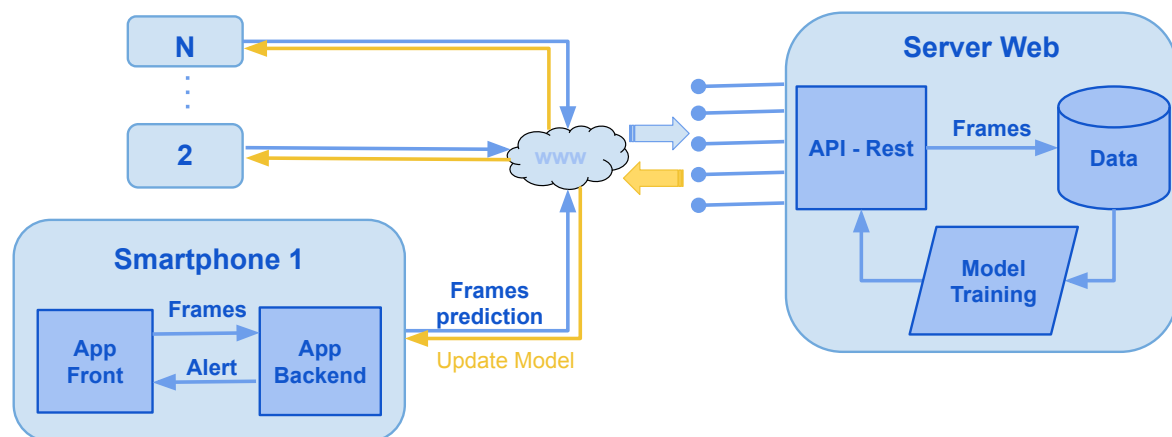 N
2
Smartphone 1
Frames
App
Front
Alert
App
Backend
Frames
prediction
Update Model
www
Server Web
API - Rest
Frames
Data
Model
Training